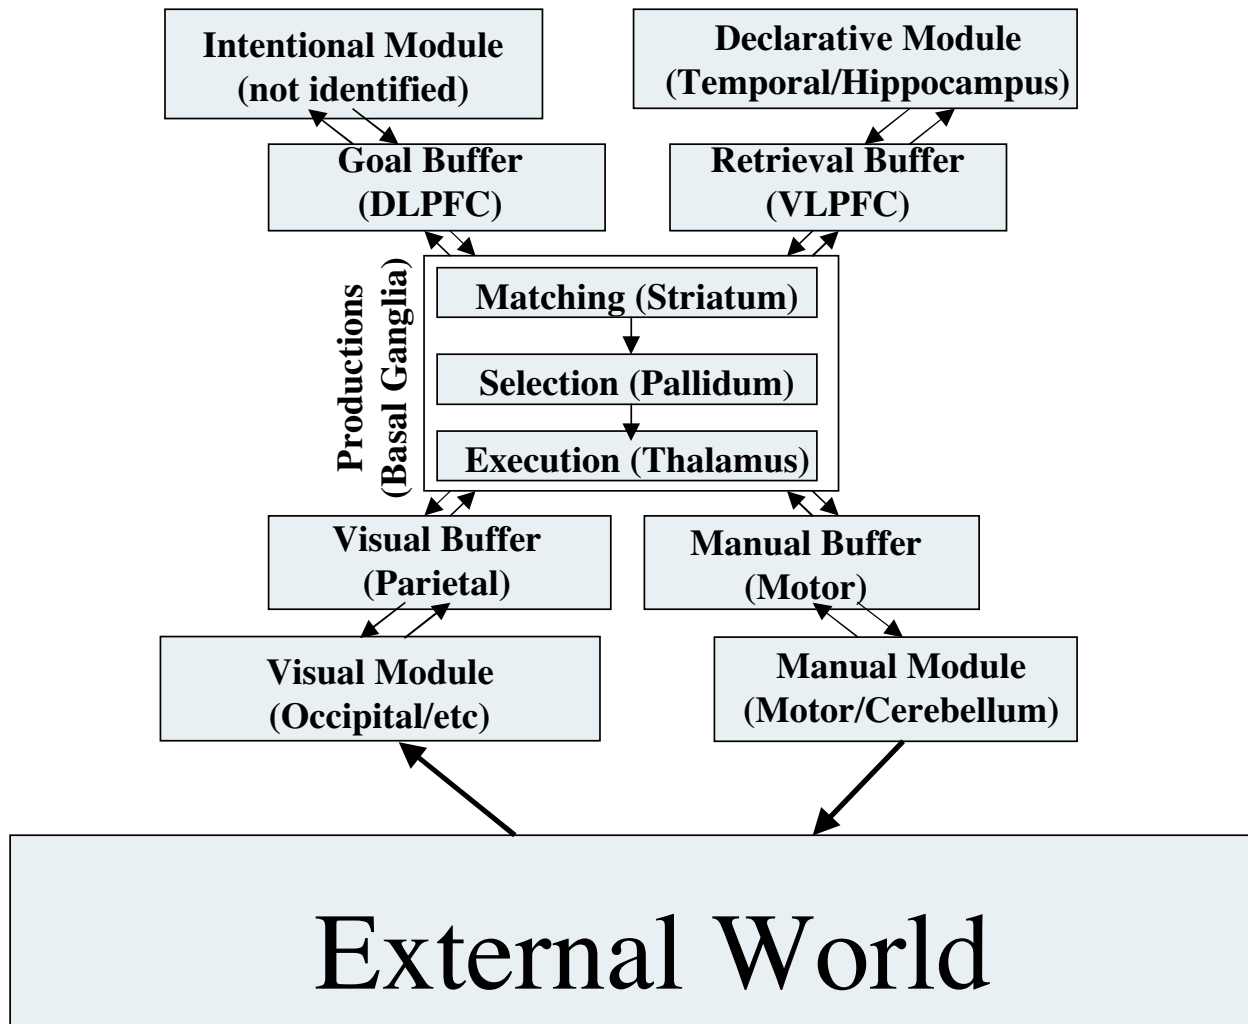 Intentional Module
(not identified)
Declarative Module
(Temporal/Hippocampus)
Goal Buffer
(DLPFC)
Retrieval Buffer
(VLPFC)
Productions
(Basal Ganglia)
Matching (Striatum)
Selection (Pallidum)
Execution (Thalamus)
Visual Buffer
(Parietal)
Manual Buffer
(Motor)
Visual Module
(Occipital/etc)
Manual Module
(Motor/Cerebellum)
External World